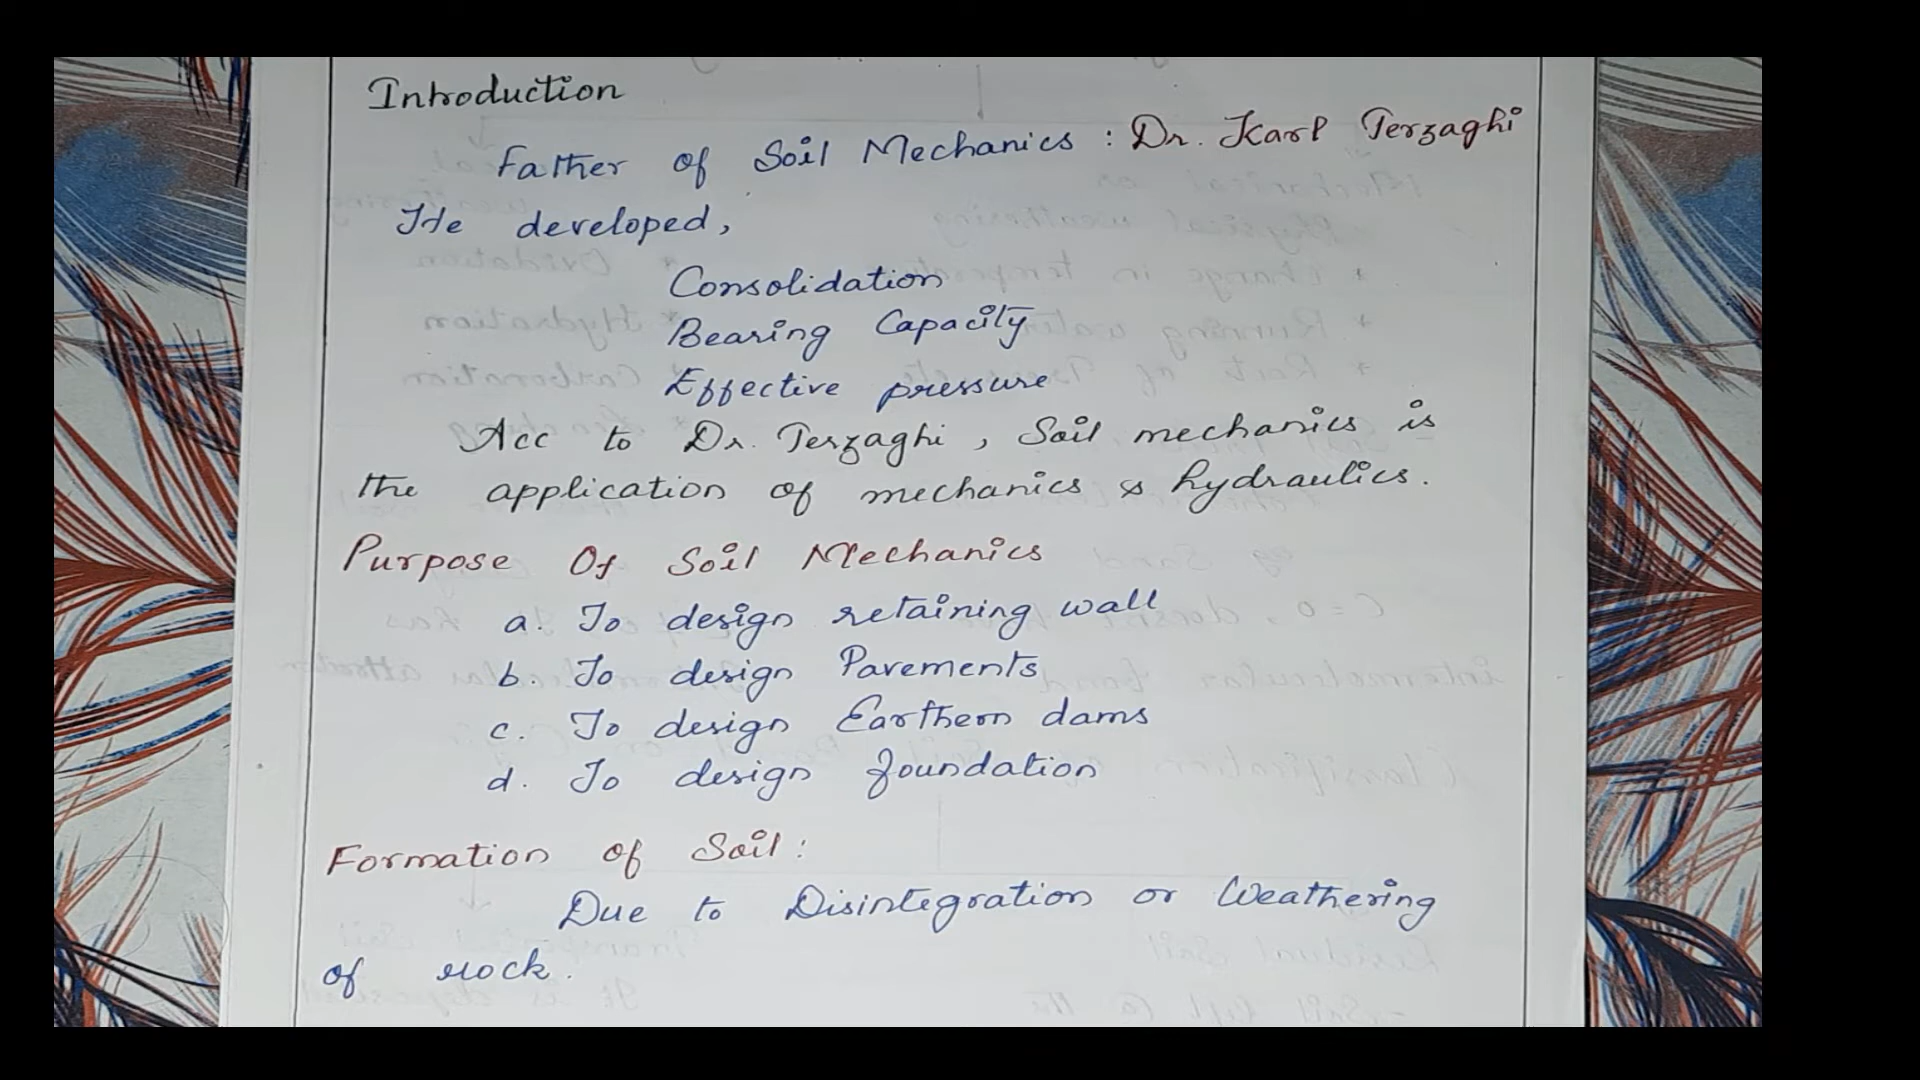 Introduction
Father of Soil Mechanics : Dr. Karl Terzaghi
He developed,
Consolidation
Bearing Capacity
Effective pressure
Acc to Dr. Terzaghi, Soil mechanics is
the application of mechanics & hydraulics.
Purpose Of Soil Mechanics
a. To design retaining wall
b. To design Pavements
c. To design Earthern dams
d. To design foundation
Formation of Soil:
Due to Disintegration or Weathering
of rock.